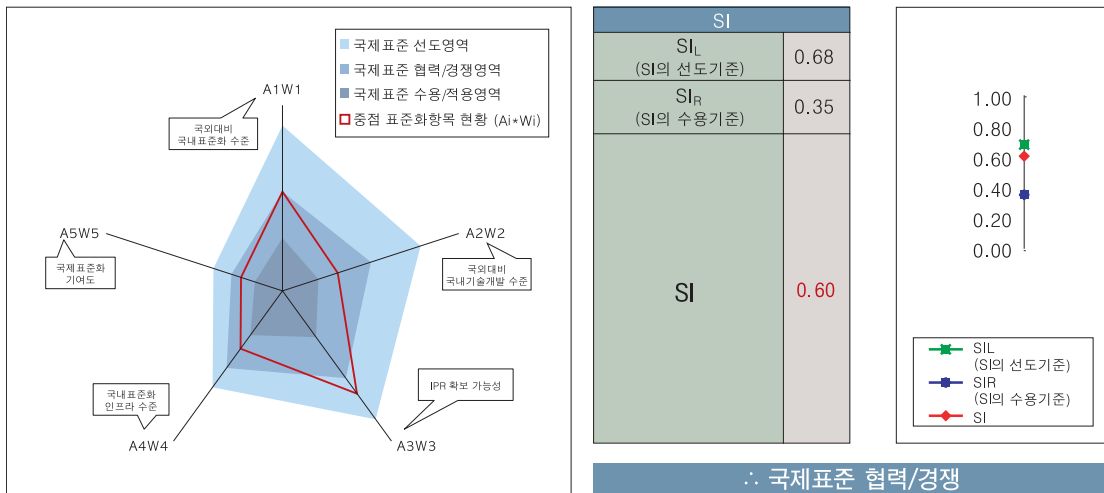 국제표준 선도영역
국제표준 협력/경쟁영역
국제표준 수용/적용영역
중점 표준화항목 현황 (Ai*Wi)
A1W1
국외대비
국내표준화 수준
A5W5
국제표준화
기여도
A2W2
국외대비
국내기술개발 수준
국내표준화
인프라 수준
A4W4
IPR 확보 가능성
A3W3
SI
SIL
(SI의 선도기준)
0.68
SIR
(SI의 수용기준)
0.35
SI
0.60
1.00
0.80
0.60
0.40
0.20
0.00
SIL
(SI의 선도기준)
SIR
(SI의 수용기준)
SI
∴ 국제표준 협력/경쟁